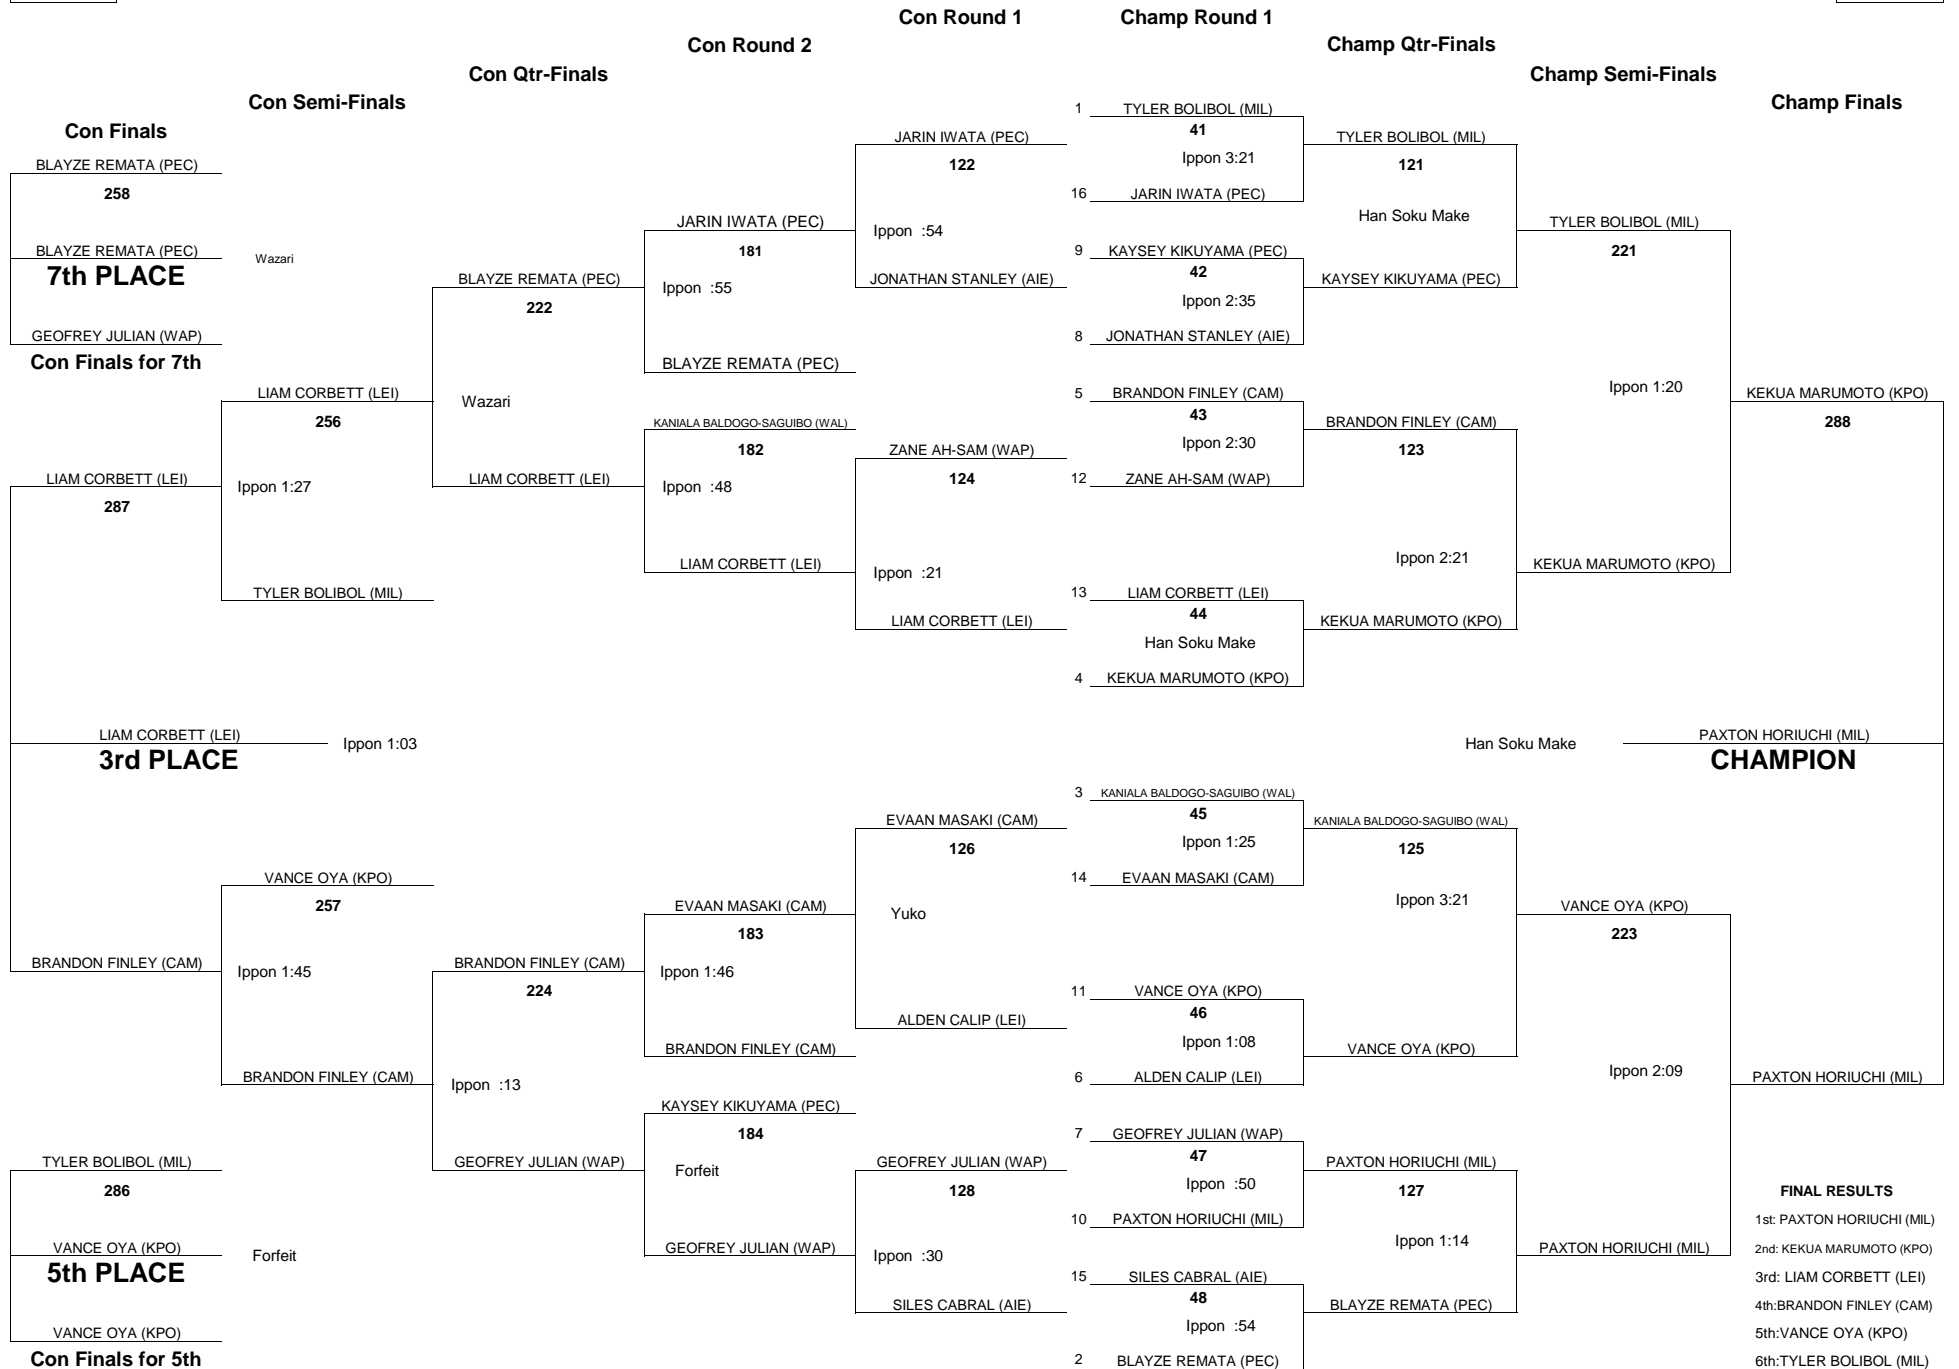 Con Round 1
Champ Round 1
Con Round 2
Champ Qtr-Finals
Con Qtr-Finals
Champ Semi-Finals
Con Semi-Finals
Champ Finals
Con Finals
BLAYZE REMATA (PEC)
258
BLAYZE REMATA (PEC)
Wazari
7th PLACE
GEOFREY JULIAN (WAP)
Con Finals for 7th
LIAM CORBETT (LEI)
287
LIAM CORBETT (LEI)
Ippon 1:03
3rd PLACE
BRANDON FINLEY (CAM)
TYLER BOLIBOL (MIL)
286
VANCE OYA (KPO)
Forfeit
5th PLACE
VANCE OYA (KPO)
Con Finals for 5th
LIAM CORBETT (LEI)
256
Ippon 1:27
TYLER BOLIBOL (MIL)
VANCE OYA (KPO)
257
Ippon 1:45
BRANDON FINLEY (CAM)
BLAYZE REMATA (PEC)
222
Wazari
LIAM CORBETT (LEI)
BRANDON FINLEY (CAM)
224
Ippon :13
GEOFREY JULIAN (WAP)
JARIN IWATA (PEC)
181
Ippon :55
BLAYZE REMATA (PEC)
KANIALA BALDOGO-SAGUIBO (WAL)
182
Ippon :48
LIAM CORBETT (LEI)
EVAAN MASAKI (CAM)
183
Ippon 1:46
BRANDON FINLEY (CAM)
KAYSEY KIKUYAMA (PEC)
184
Forfeit
GEOFREY JULIAN (WAP)
JARIN IWATA (PEC)
122
Ippon :54
JONATHAN STANLEY (AIE)
ZANE AH-SAM (WAP)
124
Ippon :21
LIAM CORBETT (LEI)
EVAAN MASAKI (CAM)
126
Yuko
ALDEN CALIP (LEI)
GEOFREY JULIAN (WAP)
128
Ippon :30
SILES CABRAL (AIE)
1 TYLER BOLIBOL (MIL)
41
Ippon 3:21
16 JARIN IWATA (PEC)
9 KAYSEY KIKUYAMA (PEC)
42
Ippon 2:35
8 JONATHAN STANLEY (AIE)
5 BRANDON FINLEY (CAM)
43
Ippon 2:30
12 ZANE AH-SAM (WAP)
13 LIAM CORBETT (LEI)
44
Han Soku Make
4 KEKUA MARUMOTO (KPO)
3 KANIALA BALDOGO-SAGUIBO (WAL)
45
Ippon 1:25
14 EVAAN MASAKI (CAM)
11 VANCE OYA (KPO)
46
Ippon 1:08
6 ALDEN CALIP (LEI)
7 GEOFREY JULIAN (WAP)
47
Ippon :50
10 PAXTON HORIUCHI (MIL)
15 SILES CABRAL (AIE)
48
Ippon :54
2 BLAYZE REMATA (PEC)
TYLER BOLIBOL (MIL)
121
Han Soku Make
KAYSEY KIKUYAMA (PEC)
BRANDON FINLEY (CAM)
123
Ippon 2:21
KEKUA MARUMOTO (KPO)
KANIALA BALDOGO-SAGUIBO (WAL)
125
Ippon 3:21
VANCE OYA (KPO)
PAXTON HORIUCHI (MIL)
127
Ippon 1:14
BLAYZE REMATA (PEC)
TYLER BOLIBOL (MIL)
221
Ippon 1:20
KEKUA MARUMOTO (KPO)
VANCE OYA (KPO)
223
Ippon 2:09
PAXTON HORIUCHI (MIL)
KEKUA MARUMOTO (KPO)
288
Han Soku Make
PAXTON HORIUCHI (MIL)
CHAMPION
PAXTON HORIUCHI (MIL)
FINAL RESULTS
1st: PAXTON HORIUCHI (MIL)
2nd: KEKUA MARUMOTO (KPO)
3rd: LIAM CORBETT (LEI)
4th:BRANDON FINLEY (CAM)
5th:VANCE OYA (KPO)
6th:TYLER BOLIBOL (MIL)